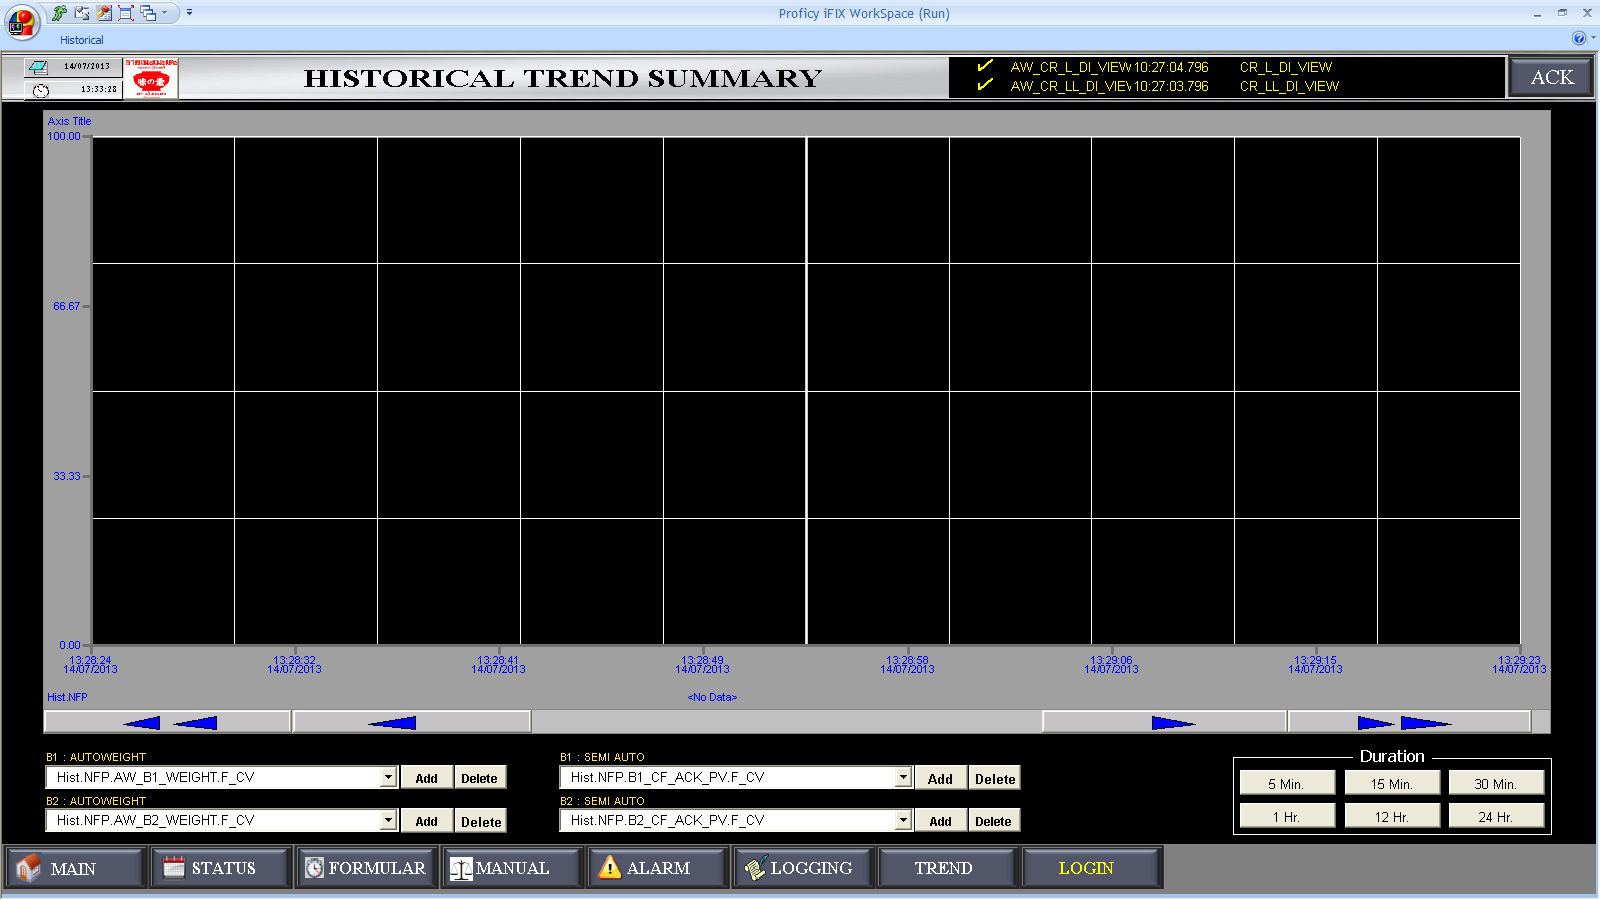 Proficy iFIX WorkSpace (Run)
Historical
14/07/2013
13:33:28
味の素
HISTORICAL TREND SUMMARY
AW_CR_L_DI_VIEW 10:27:04.796 CR_L_DI_VIEW
AW_CR_LL_DI_VIEW 10:27:03.796 CR_LL_DI_VIEW
ACK
Axis Title
100.00
66.67
33.33
0.00
13:28:24 13:28:32 13:28:41 13:28:49 13:28:58 13:29:06 13:29:15 13:29:23
14/07/2013 14/07/2013 14/07/2013 14/07/2013 14/07/2013 14/07/2013 14/07/2013 14/07/2013
Hist.NFP <No Data>
B1 : AUTOWEIGHT
Hist.NFP.AW_B1_WEIGHT.F_CV Add Delete
B2 : AUTOWEIGHT
Hist.NFP.AW_B2_WEIGHT.F_CV Add Delete
B1 : SEMI AUTO
Hist.NFP.B1_CF_ACK_PV.F_CV Add Delete
B2 : SEMI AUTO
Hist.NFP.B2_CF_ACK_PV.F_CV Add Delete
Duration
5 Min. 15 Min. 30 Min.
1 Hr. 12 Hr. 24 Hr.
MAIN STATUS FORMULAR MANUAL ALARM LOGGING TREND LOGIN